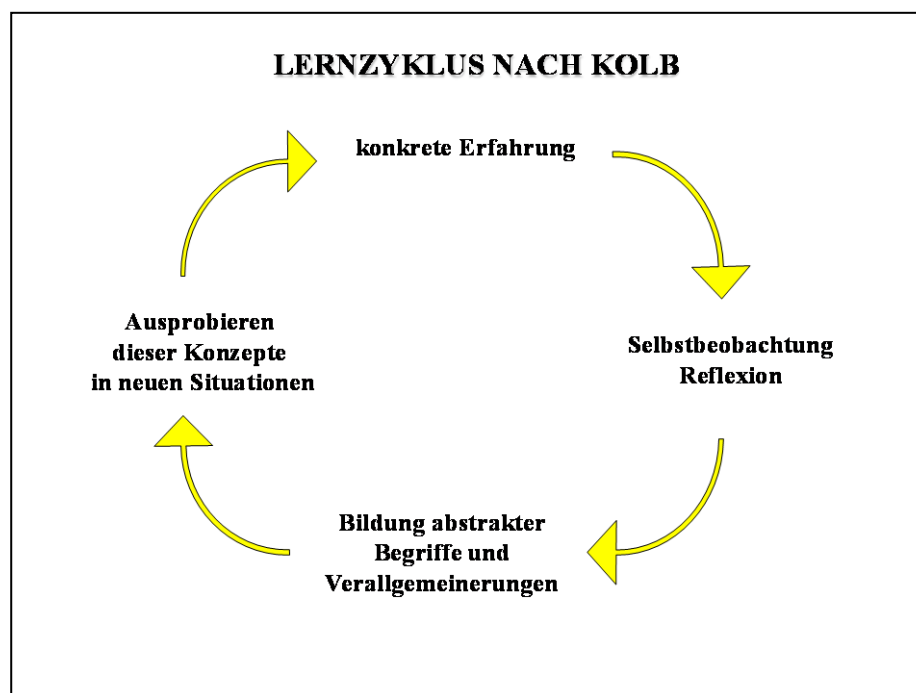 LERNZYKLUS NACH KOLB
konkrete Erfahrung
Selbstbeobachtung
Reflexion
Bildung abstrakter
Begriffe und
Verallgemeinerungen
Ausprobieren
dieser Konzepte
in neuen Situationen